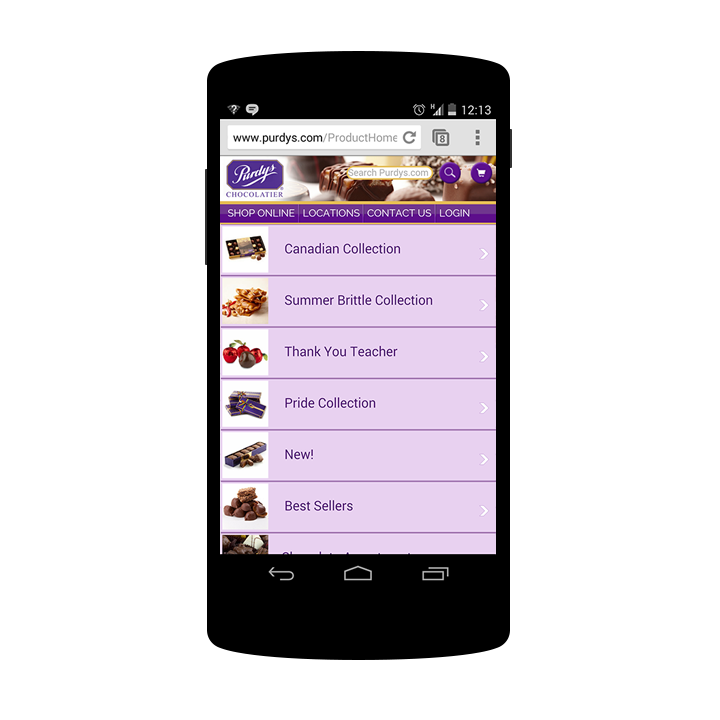 H 12:13
www.purdys.com/ProductHome
8
Purdys
CHOCOLATIER
Search Purdys.com
SHOP ONLINE LOCATIONS CONTACT US LOGIN
Canadian Collection
Summer Brittle Collection
Thank You Teacher
Pride Collection
New!
Best Sellers